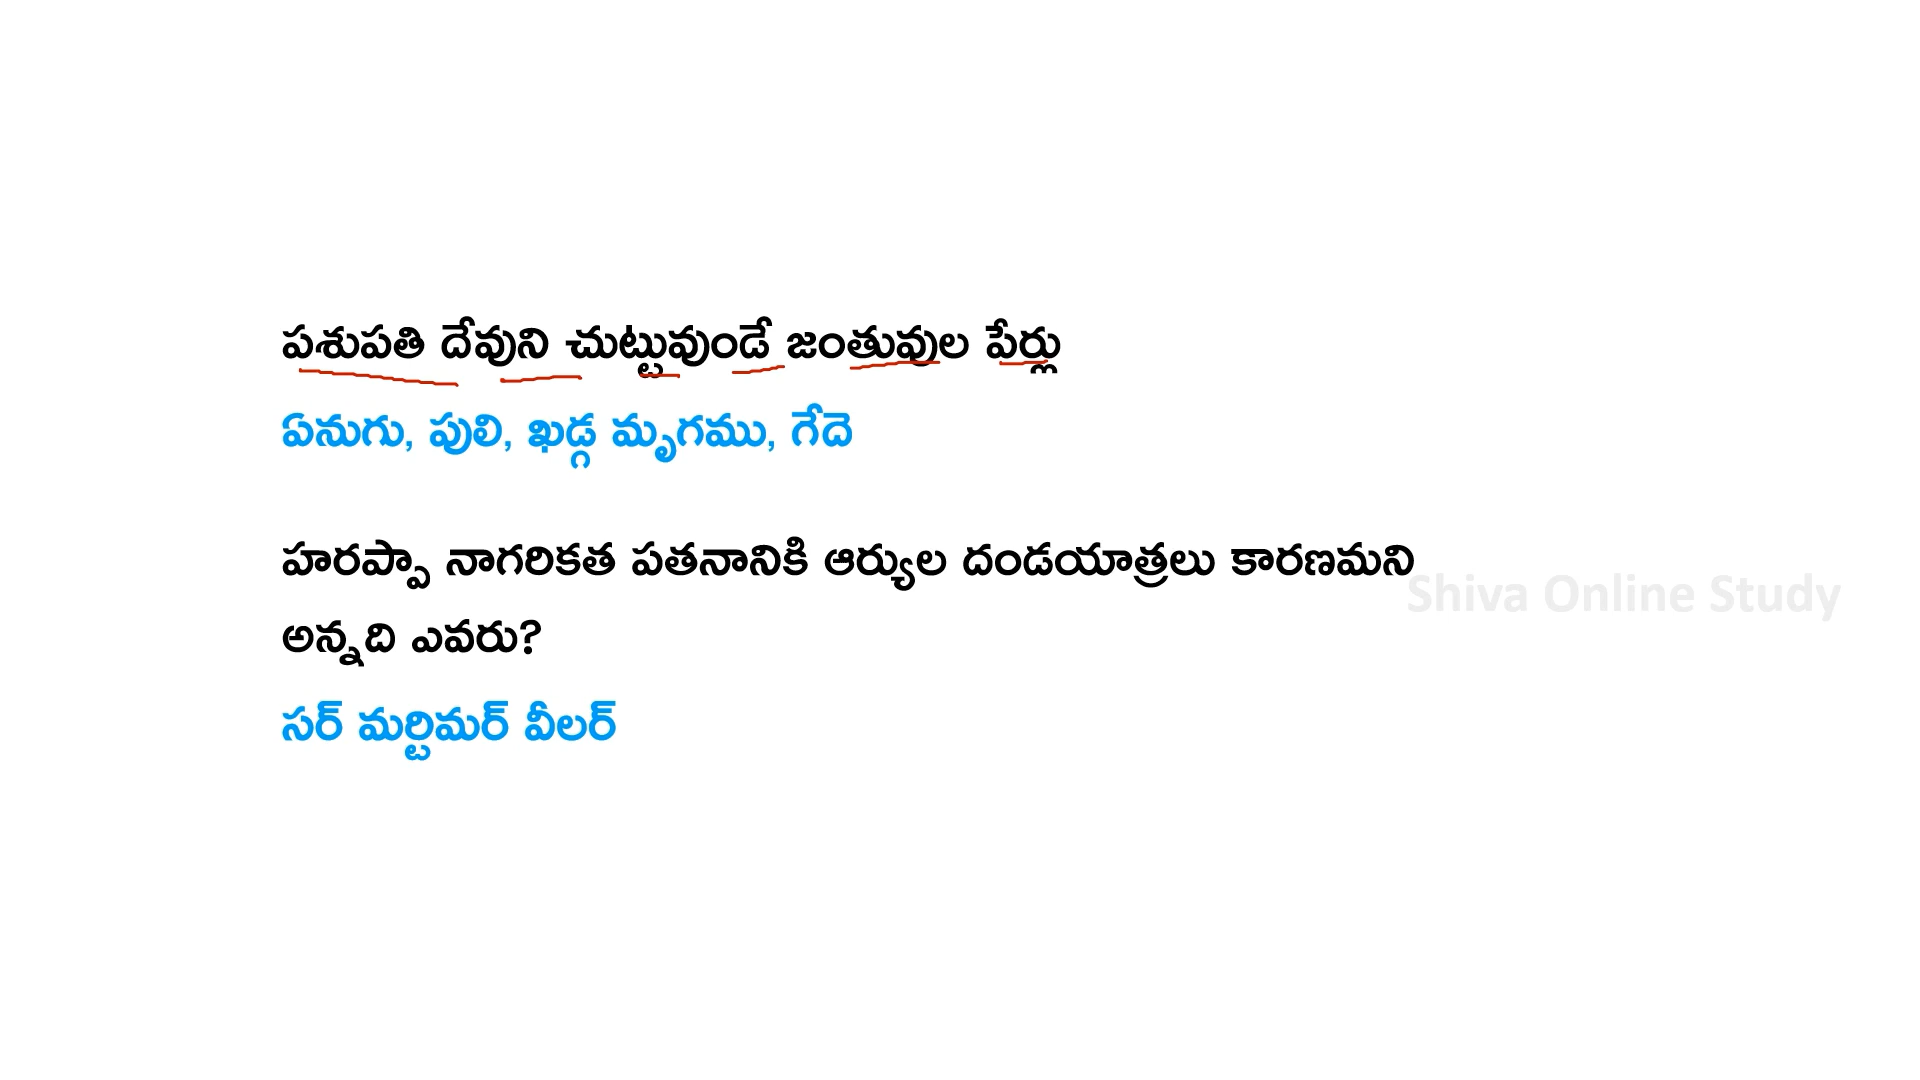 పశుపతి దేవుని చుట్టువుండే జంతువుల పేర్లు
ఏనుగు, పులి, ఖడ్గ మృగము, గేదె
హరప్పా నాగరికత పతనానికి ఆర్యుల దండయాత్రలు కారణమని
Shiva Online Study
అన్నది ఎవరు?
సర్ మర్టిమర్ వీలర్